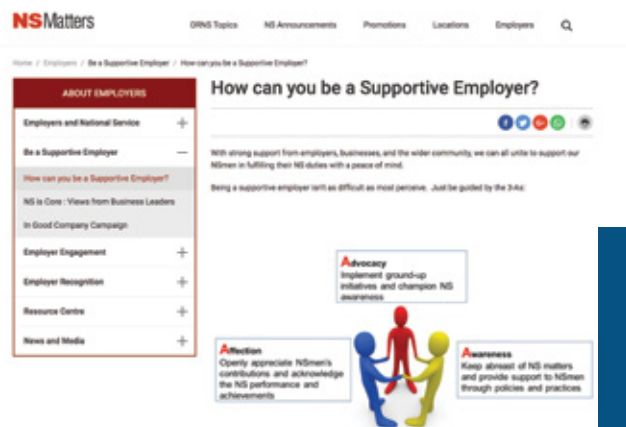 NSMatters
ORNS Topics NS Announcements Promotions Locations Employers
Home / Employers / Be a Supportive Employer / How can you be a Supportive Employer?
ABOUT EMPLOYERS
Employers and National Service
Be a Supportive Employer
How can you be a Supportive Employer?
NS is Core : Views from Business Leaders
In Good Company Campaign
Employer Engagement
Employer Recognition
Resource Centre
News and Media
How can you be a Supportive Employer?
With strong support from employers, businesses, and the wider community, we can all unite to support our
NSmen in fulfilling their NS duties with a peace of mind.
Being a supportive employer isn't as difficult as most perceive. Just be guided by the 3-As:
Advocacy
Implement ground-up
initiatives and champion NS
awareness
Affection
Openly appreciate NSmen's
contributions and acknowledge
the NS performance and
achievements
Awareness
Keep abreast of NS matters
and provide support to NSmen
through policies and practices